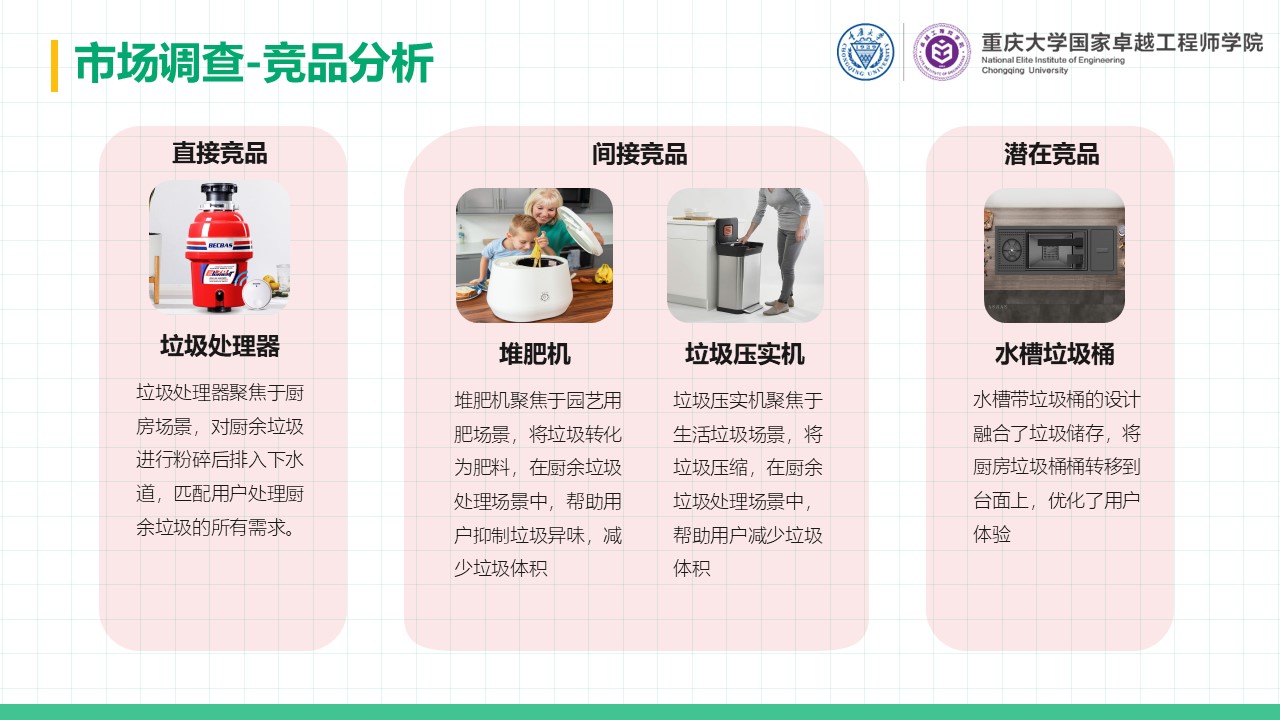 市场调查-竞品分析
重庆大学
CHONGQING UNIVERSITY
重庆大学国家卓越工程师学院
National Elite Institute of Engineering
Chongqing University
直接竞品
BECBAS
垃圾处理器
垃圾处理器聚焦于厨
房场景，对厨余垃圾
进行粉碎后排入下水
道，匹配用户处理厨
余垃圾的所有需求。
间接竞品
堆肥机
堆肥机聚焦于园艺用
肥场景，将垃圾转化
为肥料，在厨余垃圾
处理场景中，帮助用
户抑制垃圾异味，减
少垃圾体积
垃圾压实机
垃圾压实机聚焦于
生活垃圾场景，将
垃圾压缩，在厨余
垃圾处理场景中，
帮助用户减少垃圾
体积
潜在竞品
水槽垃圾桶
水槽带垃圾桶的设计
融合了垃圾储存，将
厨房垃圾桶桶转移到
台面上，优化了用户
体验